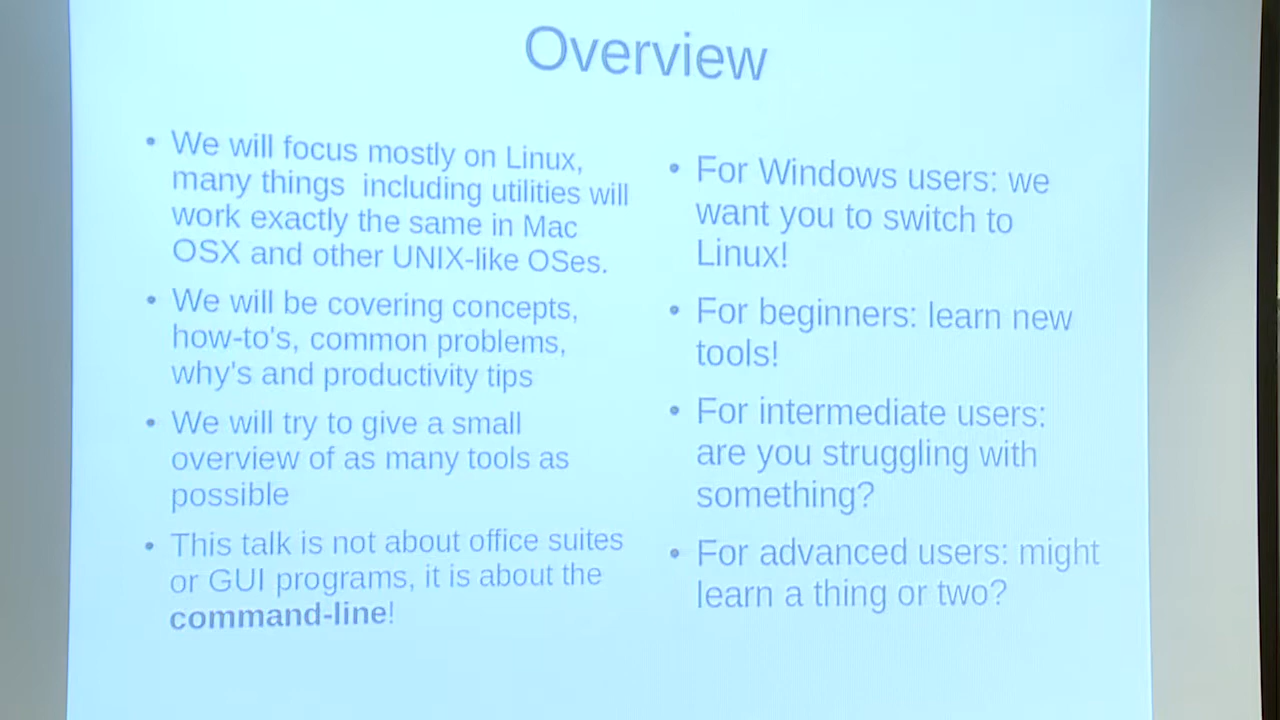 Overview
• We will focus mostly on Linux,
many things  including utilities will
work exactly the same in Mac
OSX and other UNIX-like OSes.
• We will be covering concepts,
how-to's, common problems,
why's and productivity tips
• We will try to give a small
overview of as many tools as
possible
• This talk is not about office suites
or GUI programs, it is about the
command-line!
• For Windows users: we
want you to switch to
Linux!
• For beginners: learn new
tools!
• For intermediate users:
are you struggling with
something?
• For advanced users: might
learn a thing or two?